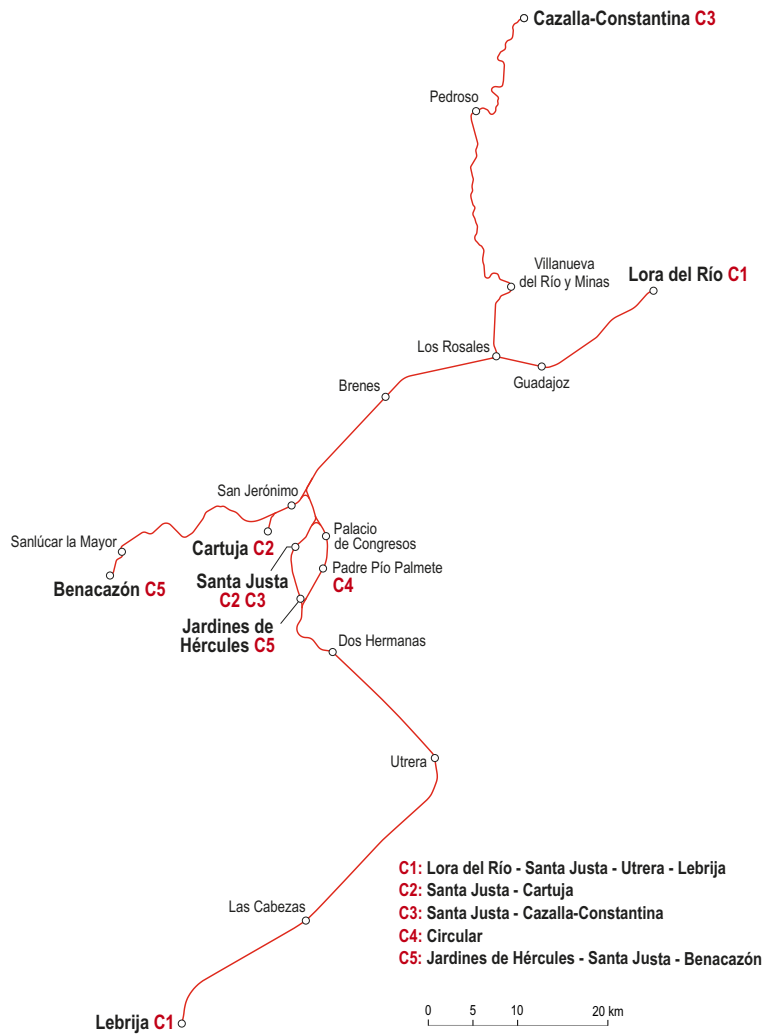 Cazalla-Constantina C3
Pedroso
Villanueva
del Río y Minas
Lora del Río C1
Los Rosales
Guadajoz
Brenes
San Jerónimo
Sanlúcar la Mayor
Palacio
de Congresos
Cartuja C2
Benacazón C5
Padre Pío Palmete
C4
Santa Justa
C2 C3
Jardines de
Hércules C5
Dos Hermanas
Utrera
Las Cabezas
Lebrija C1
C1: Lora del Río - Santa Justa - Utrera - Lebrija
C2: Santa Justa - Cartuja
C3: Santa Justa - Cazalla-Constantina
C4: Circular
C5: Jardines de Hércules - Santa Justa - Benacazón
0 5 10 20 km